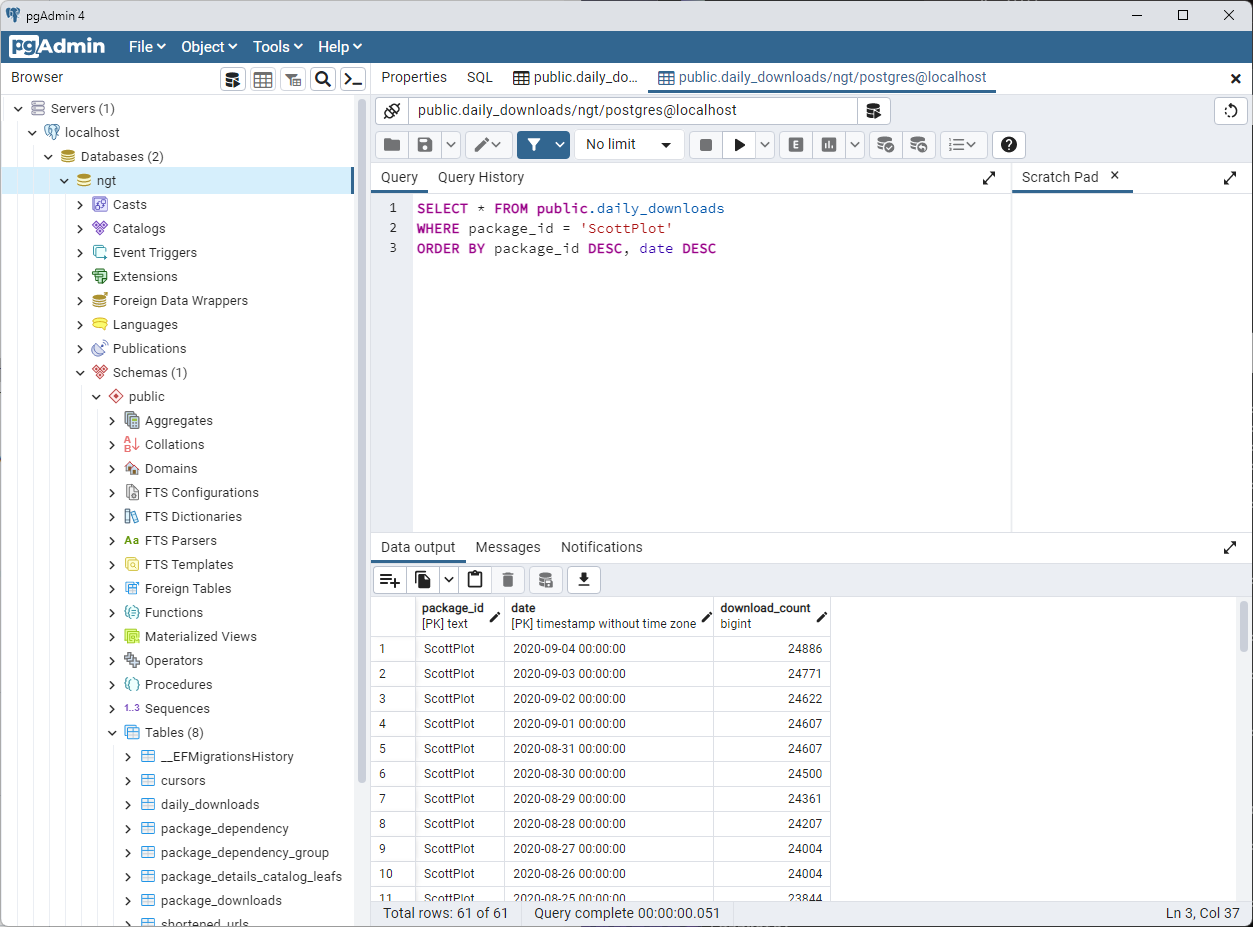 pgAdmin 4
pgAdmin File Object Tools Help
Browser
Servers (1)
localhost
Databases (2)
ngt
Casts
Catalogs
Event Triggers
Extensions
Foreign Data Wrappers
Languages
Publications
Schemas (1)
public
Aggregates
Collations
Domains
FTS Configurations
FTS Dictionaries
Aa FTS Parsers
FTS Templates
Foreign Tables
Functions
Materialized Views
Operators
Procedures
1..3 Sequences
Tables (8)
__EFMigrationsHistory
cursors
daily_downloads
package_dependency
package_dependency_group
package_details_catalog_leafs
package_downloads
shortened_urls
Properties SQL public.daily_do... public.daily_downloads/ngt/postgres@localhost
public.daily_downloads/ngt/postgres@localhost
No limit E
Query Query History Scratch Pad
1 SELECT * FROM public.daily_downloads
2 WHERE package_id = 'ScottPlot'
3 ORDER BY package_id DESC, date DESC
Data output Messages Notifications
package_id date download_count
[PK] text [PK] timestamp without time zone bigint
1 ScottPlot 2020-09-04 00:00:00 24886
2 ScottPlot 2020-09-03 00:00:00 24771
3 ScottPlot 2020-09-02 00:00:00 24622
4 ScottPlot 2020-09-01 00:00:00 24607
5 ScottPlot 2020-08-31 00:00:00 24607
6 ScottPlot 2020-08-30 00:00:00 24500
7 ScottPlot 2020-08-29 00:00:00 24361
8 ScottPlot 2020-08-28 00:00:00 24207
9 ScottPlot 2020-08-27 00:00:00 24004
10 ScottPlot 2020-08-26 00:00:00 24004
11 ScottPlot 2020-08-25 00:00:00 23844
Total rows: 61 of 61 Query complete 00:00:00.051 Ln 3, Col 37